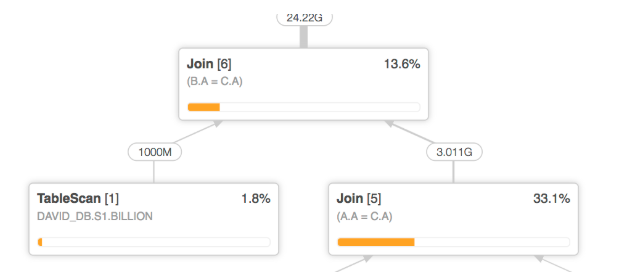 24.22G
Join [6] 13.6%
(B.A = C.A)
1000M 3.011G
TableScan [1] 1.8%
DAVID_DB.S1.BILLION
Join [5] 33.1%
(A.A = C.A)